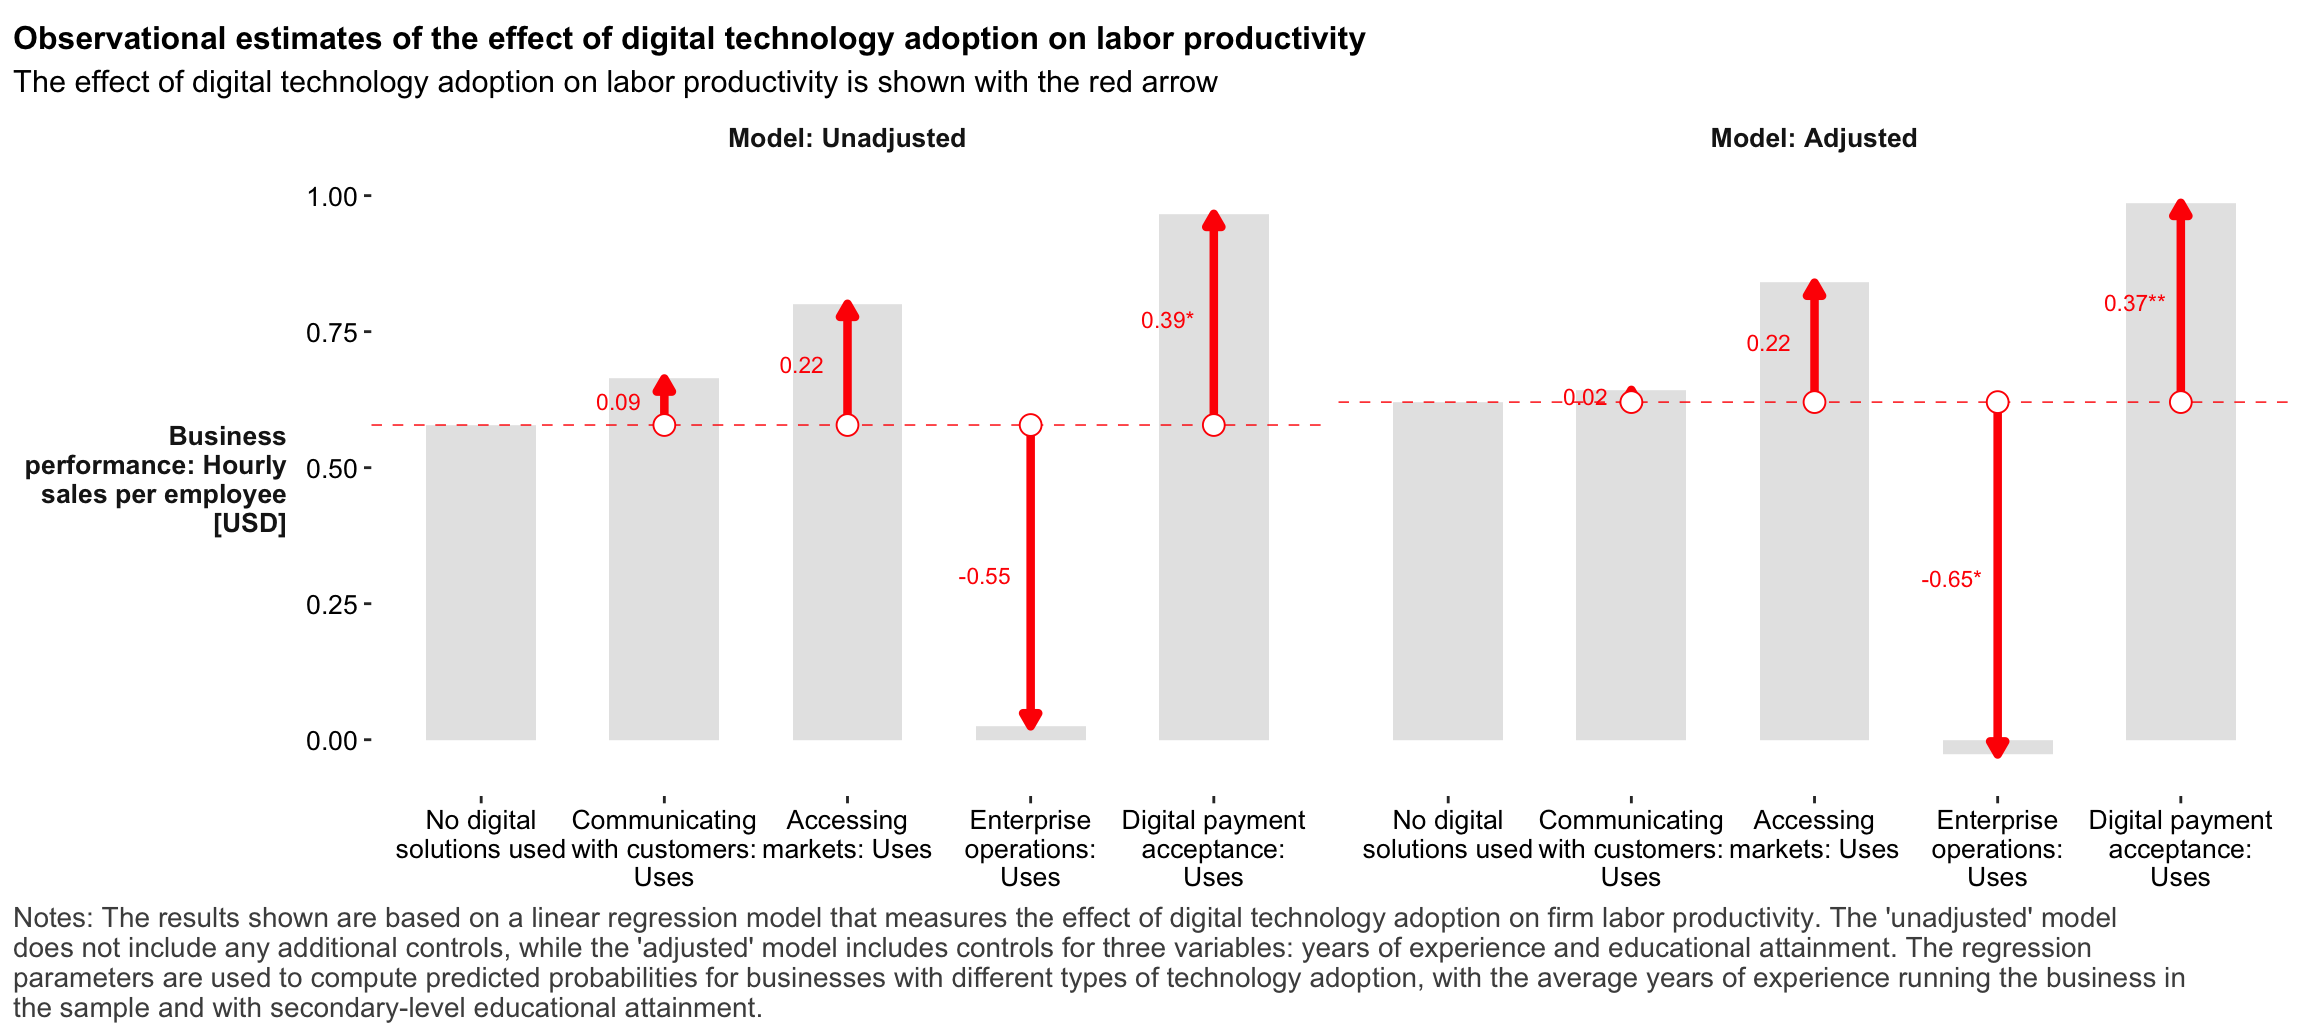 Observational estimates of the effect of digital technology adoption on labor productivity
The effect of digital technology adoption on labor productivity is shown with the red arrow
Model: Unadjusted
Model: Adjusted
Business
performance: Hourly
sales per employee
[USD]
1.00
0.75
0.50
0.25
0.00
0.09
0.22
-0.55
0.39*
0.02
0.22
-0.65*
0.37**
No digital
solutions used
Communicating
with customers:
Uses
Accessing
markets: Uses
Enterprise
operations:
Uses
Digital payment
acceptance:
Uses
No digital
solutions used
Communicating
with customers:
Uses
Accessing
markets: Uses
Enterprise
operations:
Uses
Digital payment
acceptance:
Uses
Notes: The results shown are based on a linear regression model that measures the effect of digital technology adoption on firm labor productivity. The 'unadjusted' model
does not include any additional controls, while the 'adjusted' model includes controls for three variables: years of experience and educational attainment. The regression
parameters are used to compute predicted probabilities for businesses with different types of technology adoption, with the average years of experience running the business in
the sample and with secondary-level educational attainment.